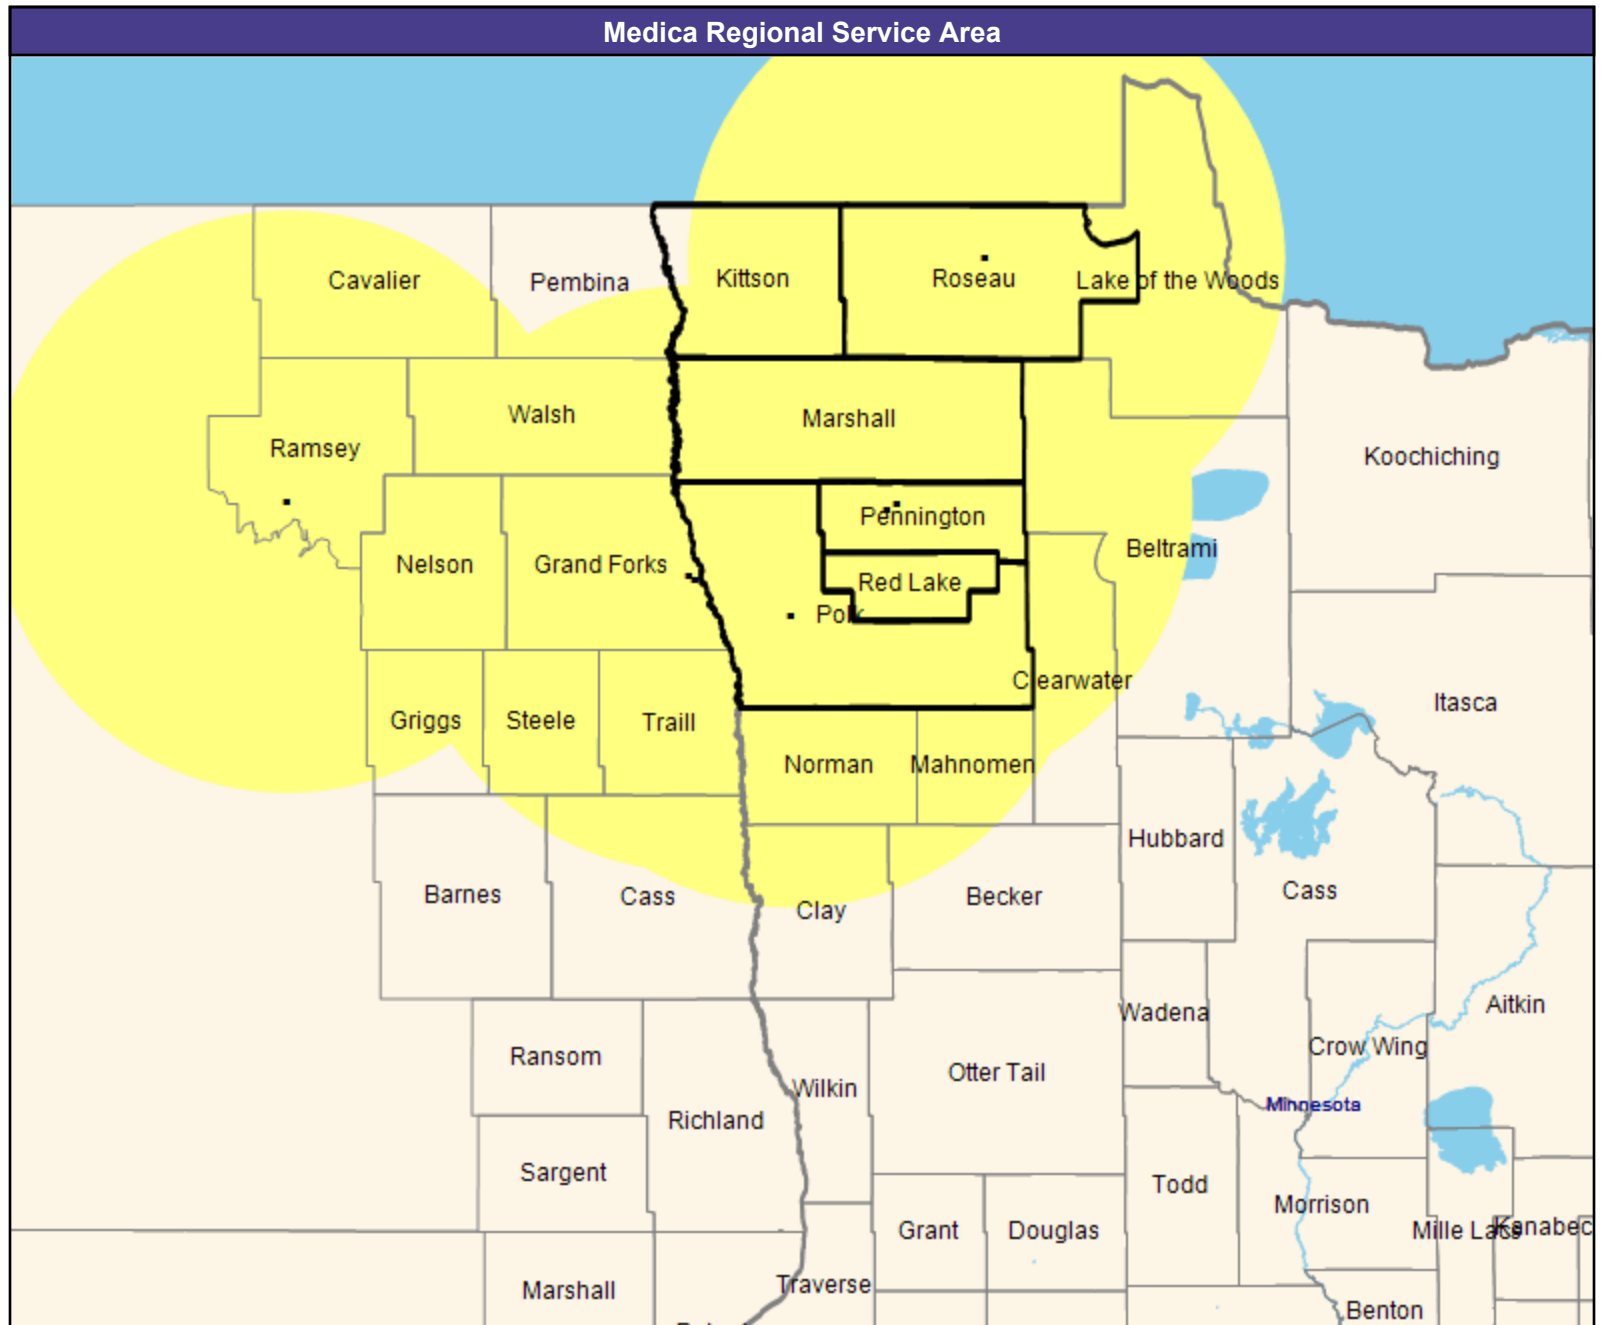 Medica Regional Service Area
Cavalier
Pembina
Kittson
Roseau
Lake of the Woods
Walsh
Marshall
Ramsey
Koochiching
Pennington
Beltrami
Nelson
Grand Forks
Red Lake
Polk
Clearwater
Itasca
Griggs
Steele
Traill
Norman
Mahnomen
Hubbard
Barnes
Cass
Clay
Becker
Cass
Wadena
Aitkin
Ransom
Crow Wing
Otter Tail
Wilkin
Minnesota
Richland
Sargent
Todd
Morrison
Grant
Douglas
Mille Lacs
Kanabec
Marshall
Traverse
Benton